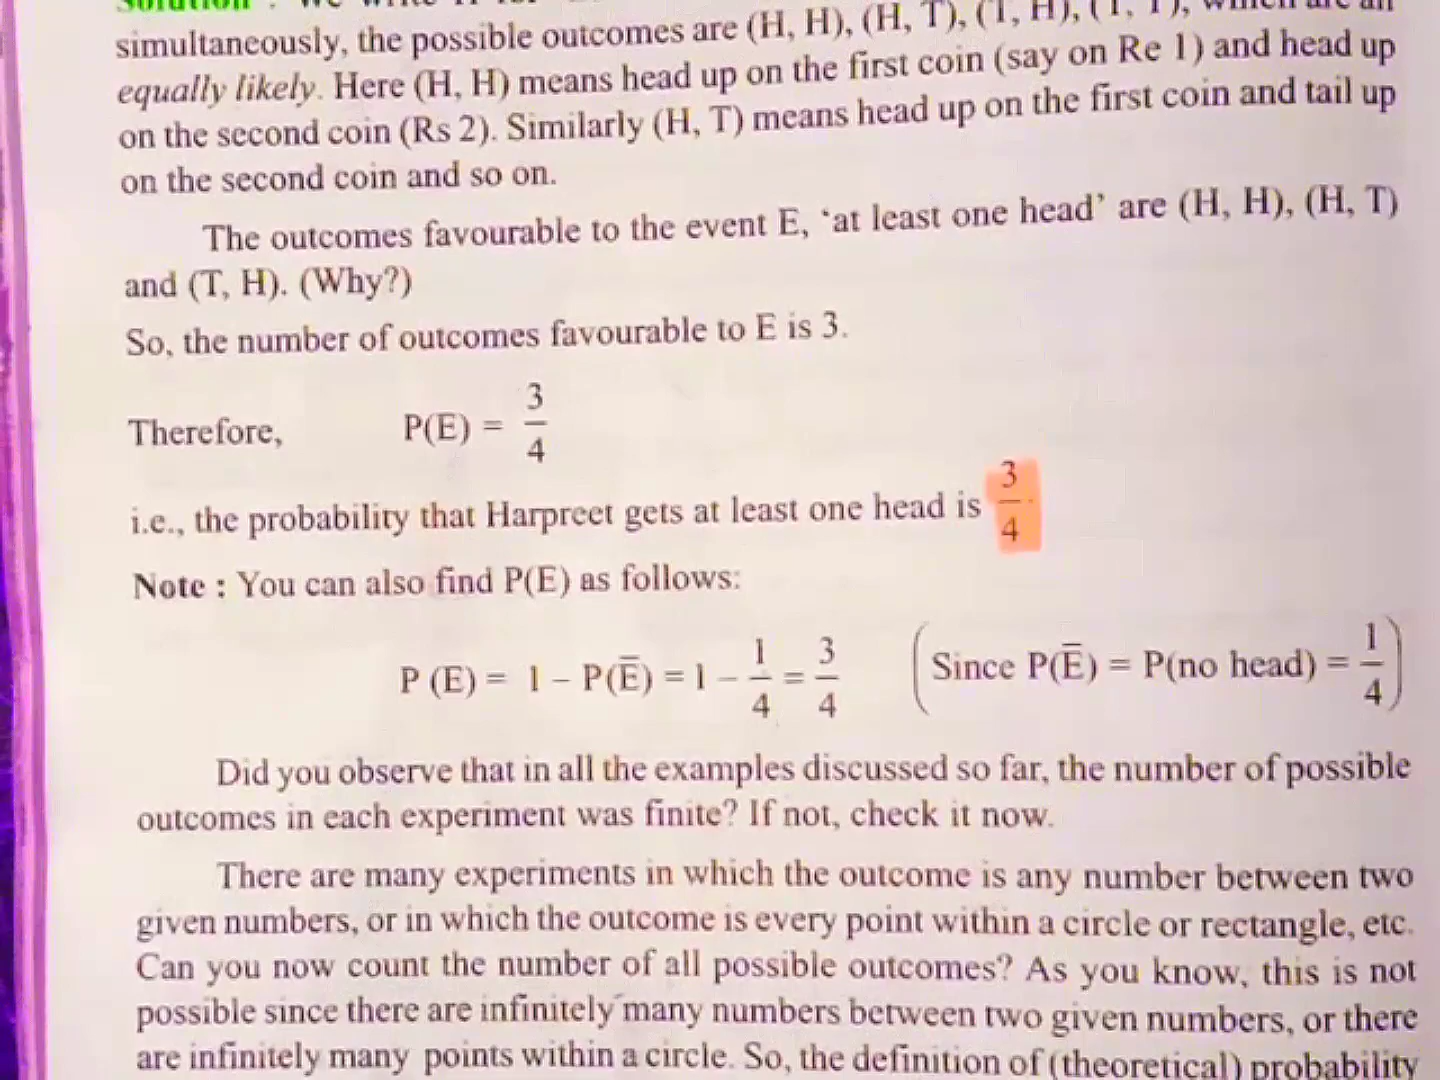 Solution : We write H for
simultaneously, the possible outcomes are (H, H), (H, T), (T, H), (T, T), which are all
equally likely. Here (H, H) means head up on the first coin (say on Re 1) and head up
on the second coin (Rs 2). Similarly (H, T) means head up on the first coin and tail up
on the second coin and so on.
The outcomes favourable to the event E, ‘at least one head’ are (H, H), (H, T)
and (T, H). (Why?)
So, the number of outcomes favourable to E is 3.
Therefore, P(E) = 3/4
i.e., the probability that Harpreet gets at least one head is 3/4.
Note : You can also find P(E) as follows:
P (E) = 1 – P(E̅) = 1 – 1/4 = 3/4 (Since P(E̅) = P(no head) = 1/4)
Did you observe that in all the examples discussed so far, the number of possible
outcomes in each experiment was finite? If not, check it now.
There are many experiments in which the outcome is any number between two
given numbers, or in which the outcome is every point within a circle or rectangle, etc.
Can you now count the number of all possible outcomes? As you know, this is not
possible since there are infinitely many numbers between two given numbers, or there
are infinitely many points within a circle. So, the definition of (theoretical) probability